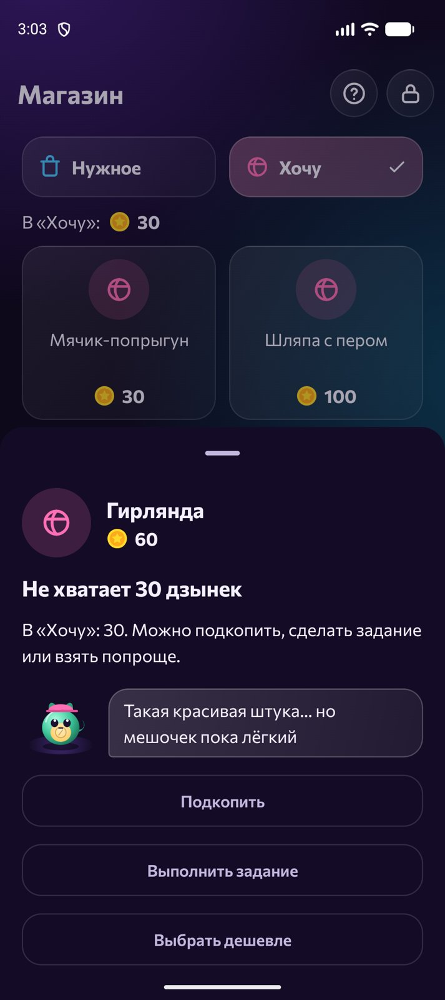 3:03
Магазин
Нужное
Хочу
В «Хочу»: 30
Мячик-попрыгун
Шляпа с пером
30
100
Гирлянда
60
Не хватает 30 дзынек
В «Хочу»: 30. Можно подкопить, сделать задание
или взять попроще.
Такая красивая штука... но
мешочек пока лёгкий
Подкопить
Выполнить задание
Выбрать дешевле